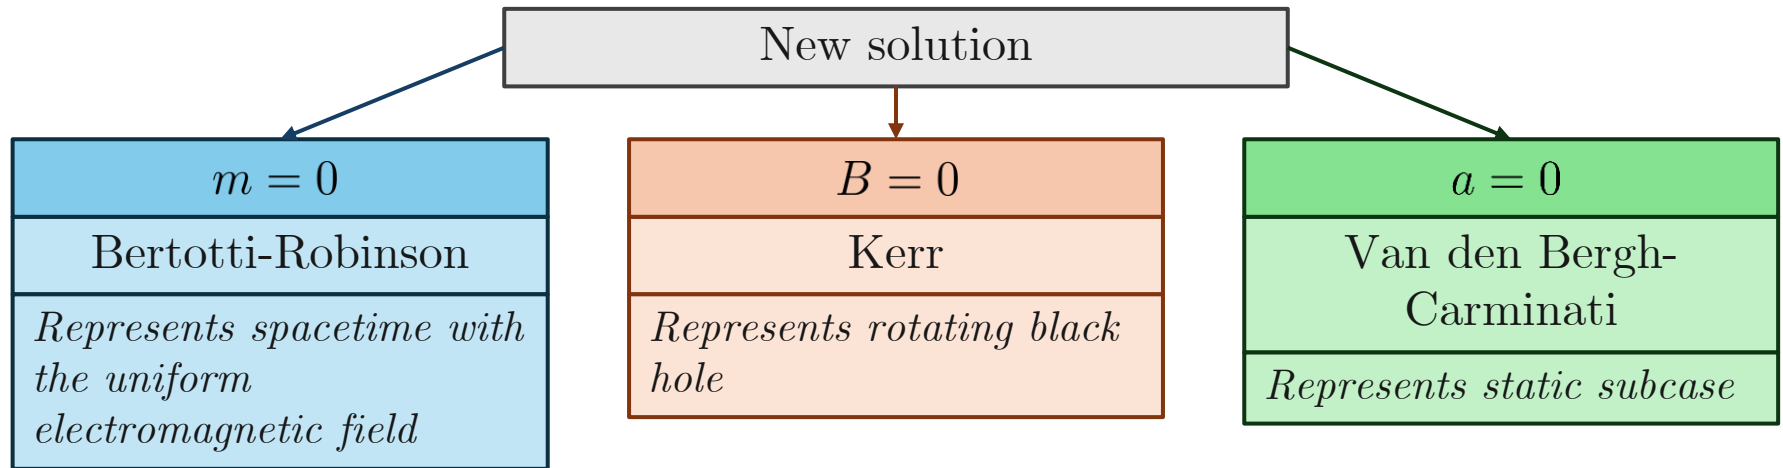 New solution
m = 0
Bertotti-Robinson
Represents spacetime with
the uniform
electromagnetic field
B = 0
Kerr
Represents rotating black
hole
a = 0
Van den Bergh-
Carminati
Represents static subcase